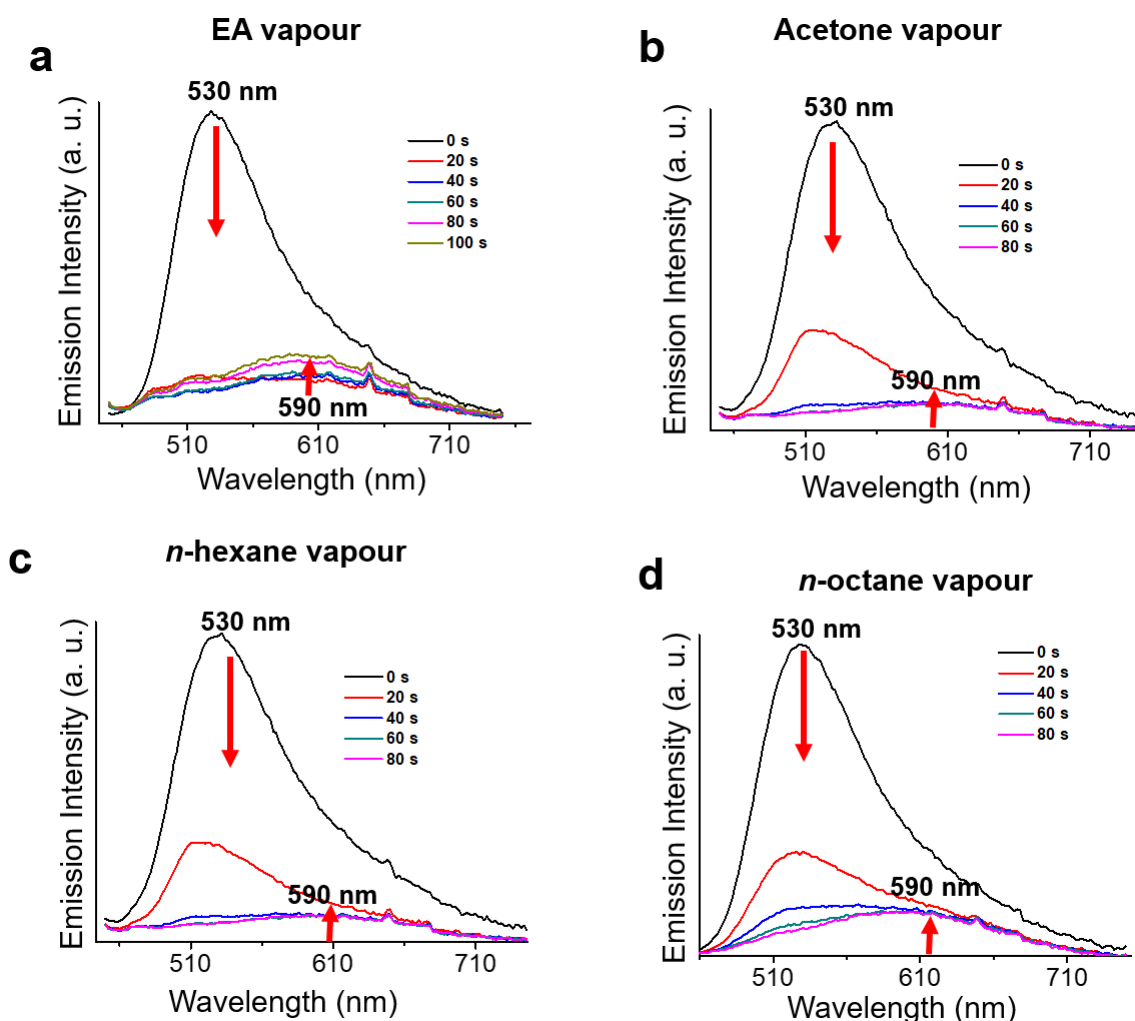 EA vapour
a
530 nm
0 s
20 s
40 s
60 s
80 s
100 s
590 nm
510
610
710
Wavelength (nm)
Emission Intensity (a. u.)
Acetone vapour
b
530 nm
0 s
20 s
40 s
60 s
80 s
590 nm
510
610
710
Wavelength (nm)
Emission Intensity (a. u.)
n-hexane vapour
c
530 nm
0 s
20 s
40 s
60 s
80 s
590 nm
510
610
710
Wavelength (nm)
Emission Intensity (a. u.)
n-octane vapour
d
530 nm
0 s
20 s
40 s
60 s
80 s
590 nm
510
610
710
Wavelength (nm)
Emission Intensity (a. u.)